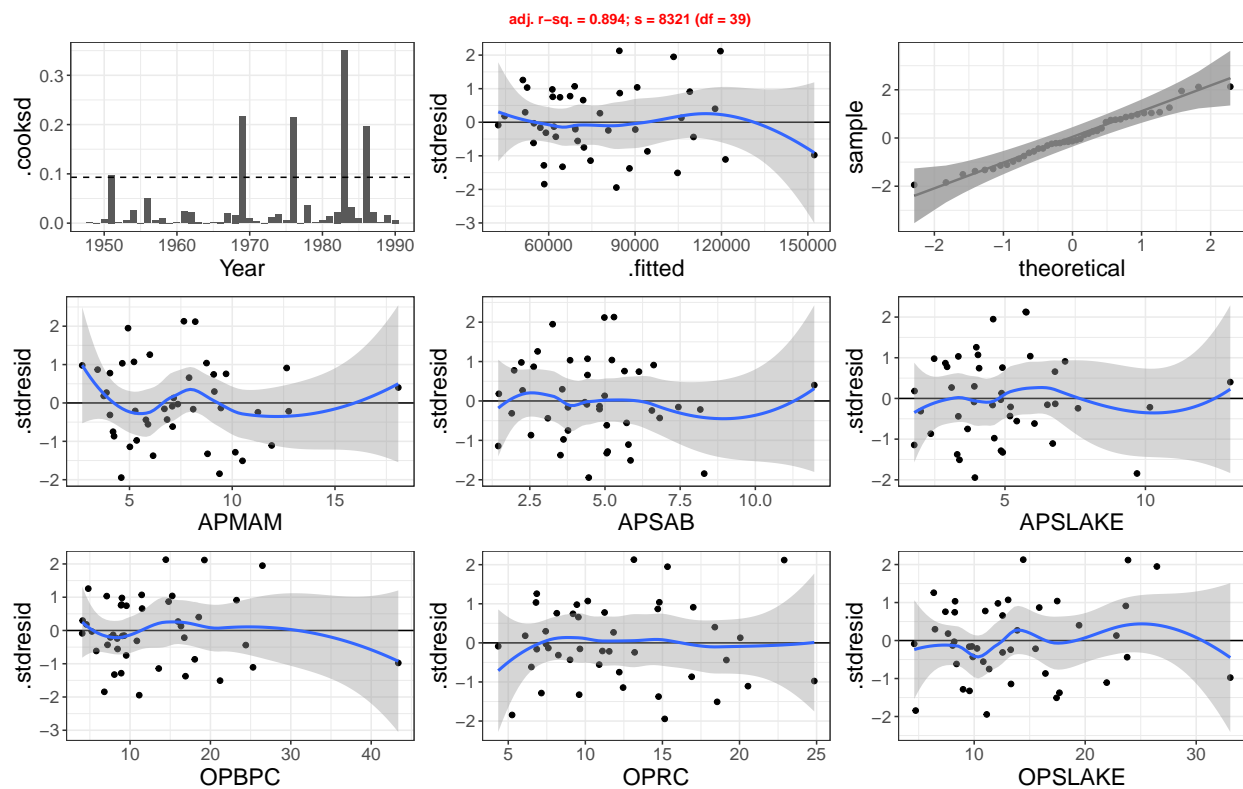 adj. r−sq. = 0.894; s = 8321 (df = 39)
.cooksd
0.3
0.1
0.0
1950 1960 1970 1980 1990
Year
.stdresid
2
1
0
−1
−2
−3
60000 90000 120000 150000
.fitted
sample
2
0
−2
−2 −1 0 1 2
theoretical
.stdresid
2
1
0
−1
−2
5 10 15
APMAM
.stdresid
2
1
0
−1
−2
2.5 5.0 7.5 10.0
APSAB
.stdresid
2
1
0
−1
−2
5 10
APSLAKE
.stdresid
2
1
0
−1
−2
−3
10 20 30 40
OPBPC
.stdresid
2
1
0
−1
−2
5 10 15 20 25
OPRC
.stdresid
2
1
0
−1
−2
10 20 30
OPSLAKE